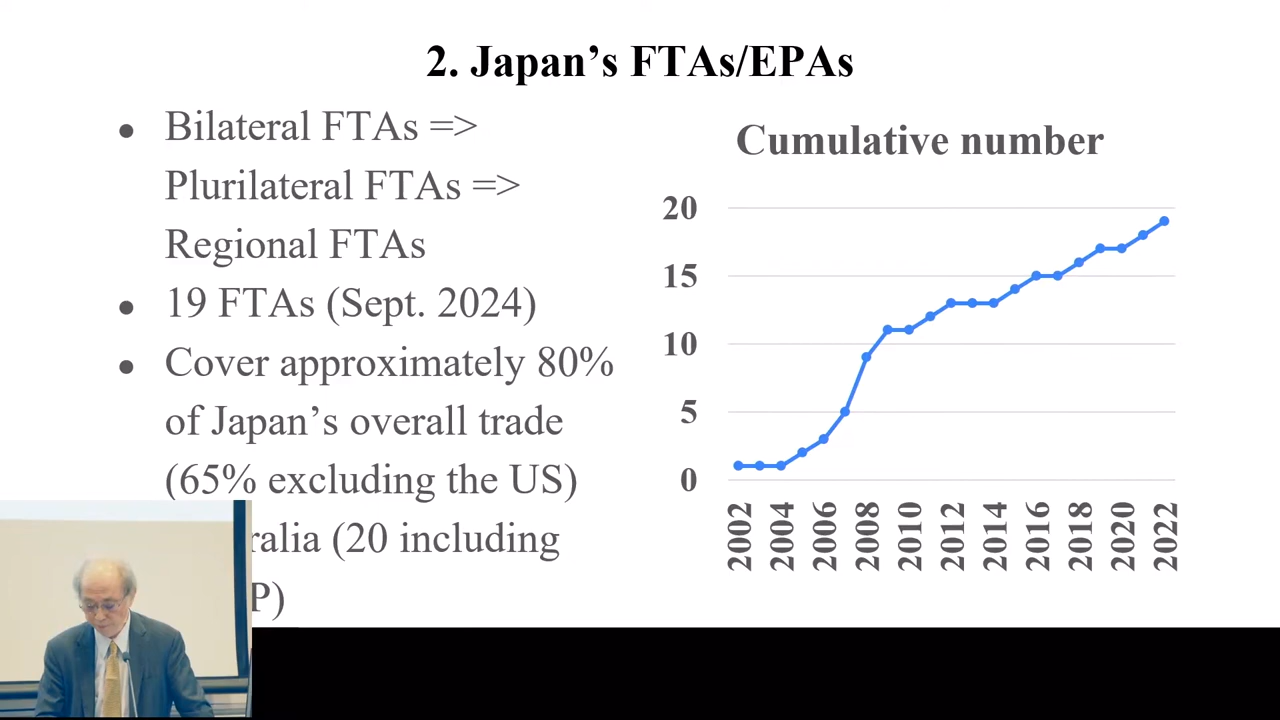 2. Japan’s FTAs/EPAs
● Bilateral FTAs =>
Plurilateral FTAs =>
Regional FTAs
● 19 FTAs (Sept. 2024)
● Cover approximately 80%
of Japan’s overall trade
(65% excluding the US)
ralia (20 including
P)
Cumulative number
20
15
10
5
0
2002
2004
2006
2008
2010
2012
2014
2016
2018
2020
2022